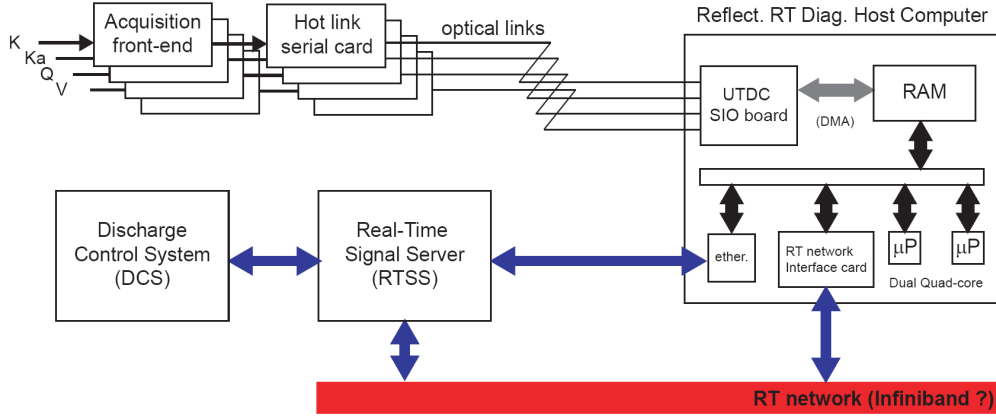 Reflect. RT Diag. Host Computer
Acquisition
front-end
Hot link
serial card
optical links
K
Ka
Q
V
UTDC
SIO board
(DMA)
RAM
Discharge
Control System
(DCS)
Real-Time
Signal Server
(RTSS)
ether.
RT network
Interface card
µP
µP
Dual Quad-core
RT network (Infiniband ?)